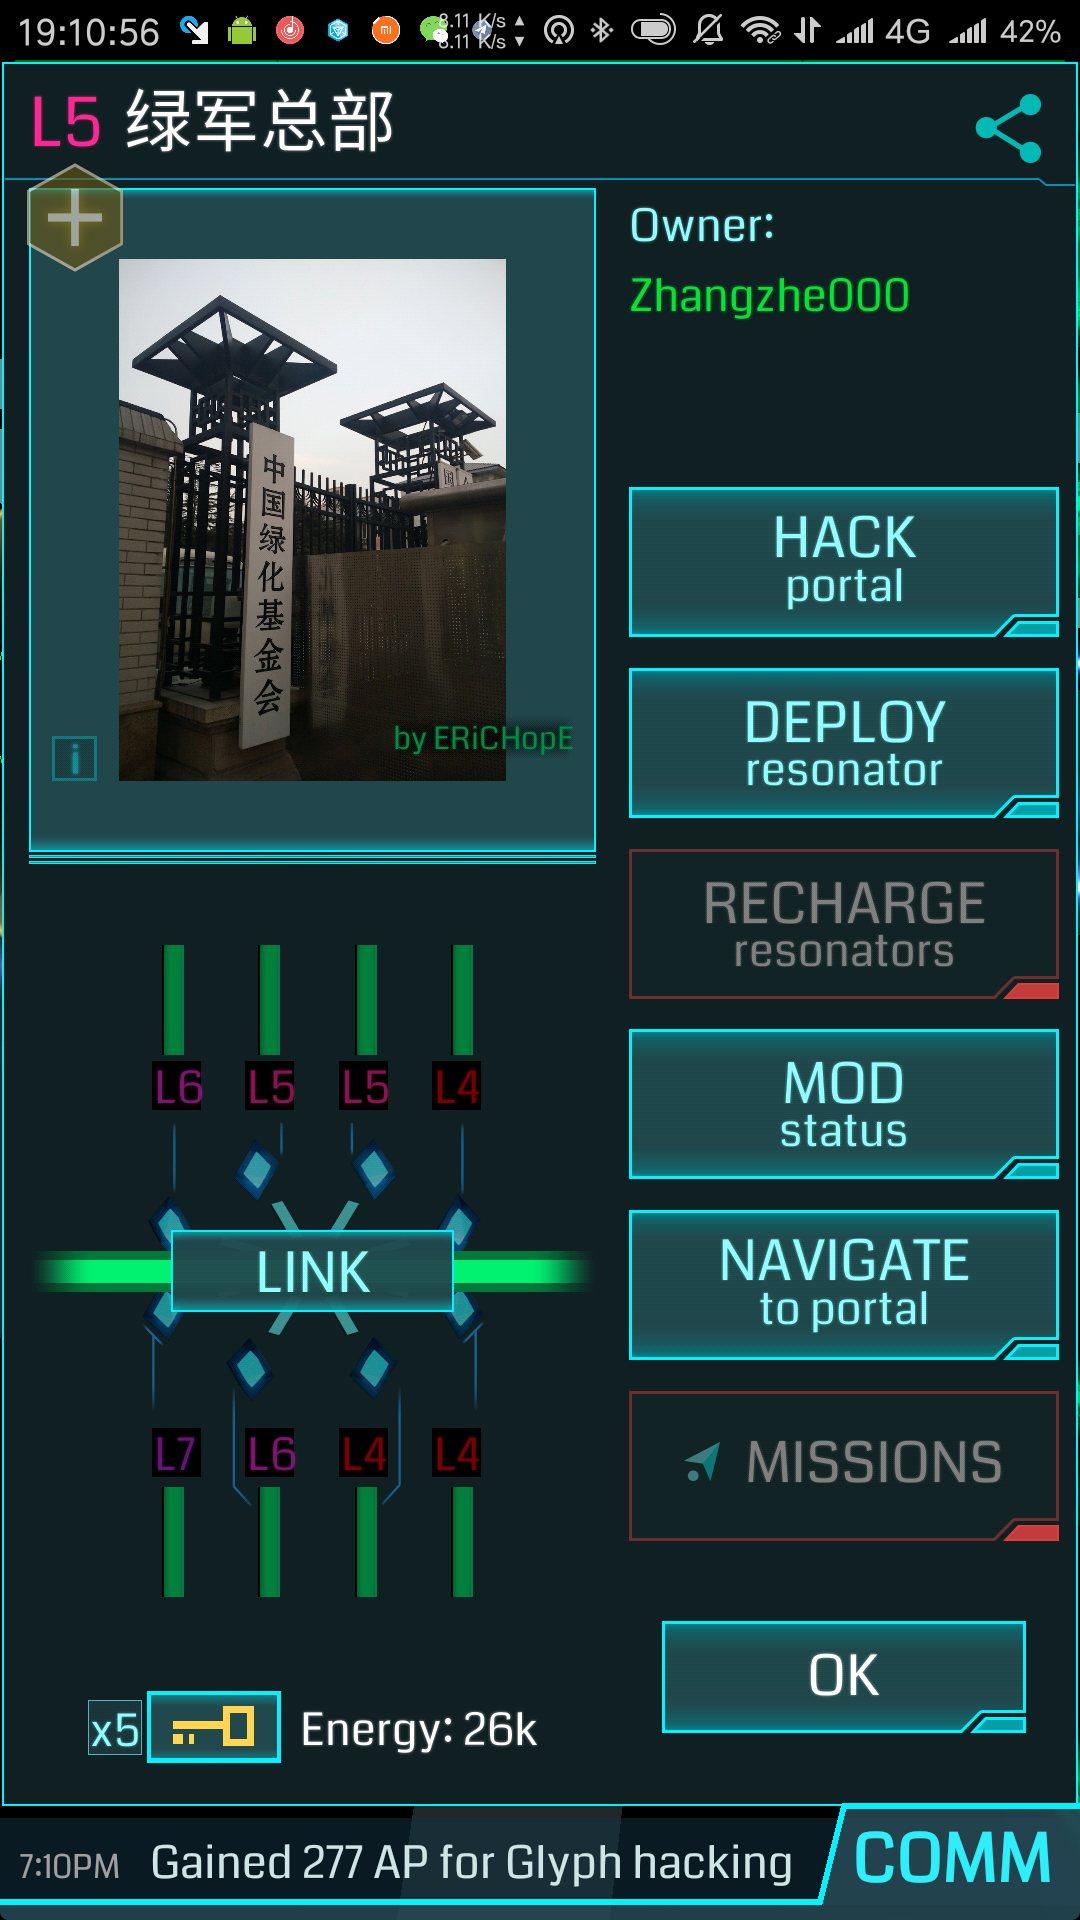 19:10:56
8.11 K/s
8.11 K/s
4G
42%
L5 绿军总部
Owner:
Zhangzhe000
中国绿化基金会
by ERiCHopE
i
HACK
portal
DEPLOY
resonator
RECHARGE
resonators
MOD
status
NAVIGATE
to portal
MISSIONS
OK
L6 L5 L5 L4
LINK
L7 L6 L4 L4
x5
Energy: 26k
7:10PM Gained 277 AP for Glyph hacking
COMM